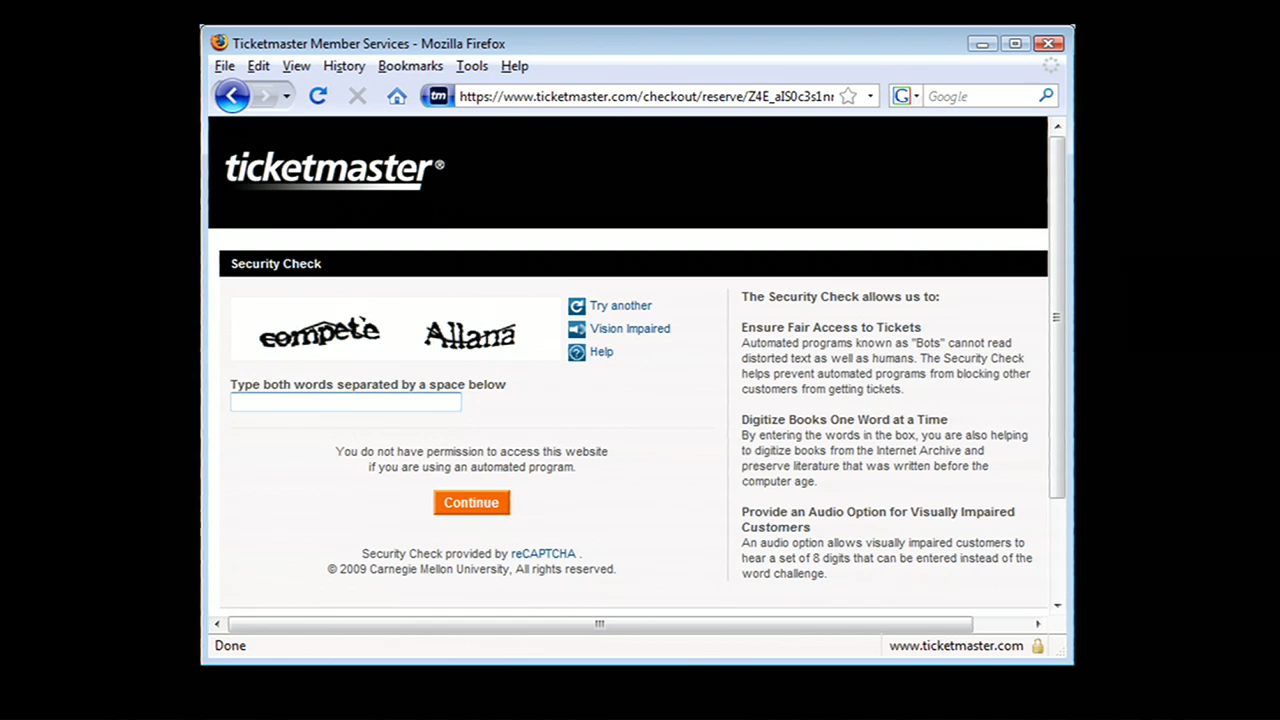 Ticketmaster Member Services - Mozilla Firefox
File Edit View History Bookmarks Tools Help
tm https://www.ticketmaster.com/checkout/reserve/Z4E_aIS0c3s1nr G Google
ticketmaster®
Security Check
compete Allana
Try another
Vision Impaired
Help
Type both words separated by a space below
You do not have permission to access this website
if you are using an automated program.
Continue
Security Check provided by reCAPTCHA .
© 2009 Carnegie Mellon University, All rights reserved.
The Security Check allows us to:
Ensure Fair Access to Tickets
Automated programs known as "Bots" cannot read
distorted text as well as humans. The Security Check
helps prevent automated programs from blocking other
customers from getting tickets.
Digitize Books One Word at a Time
By entering the words in the box, you are also helping
to digitize books from the Internet Archive and
preserve literature that was written before the
computer age.
Provide an Audio Option for Visually Impaired
Customers
An audio option allows visually impaired customers to
hear a set of 8 digits that can be entered instead of the
word challenge.
Done www.ticketmaster.com